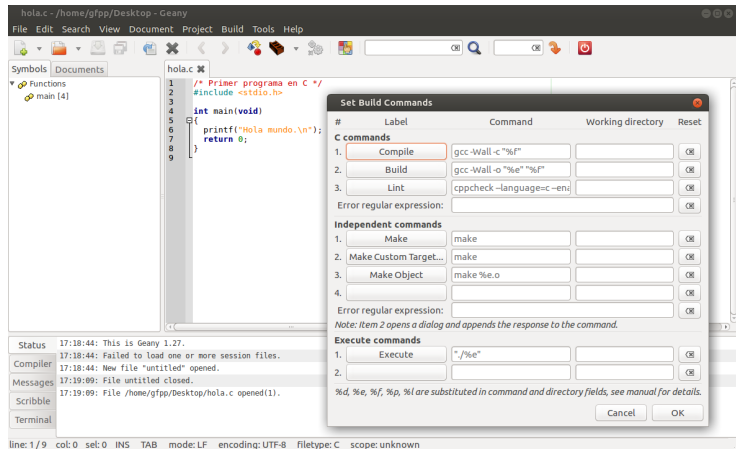 hola.c - /home/gfpp/Desktop - Geany
File Edit Search View Document Project Build Tools Help
Symbols Documents
hola.c
Functions
main [4]
1 /* Primer programa en C */
2 #include <stdio.h>
3
4 int main(void)
5 {
6 printf("Hola mundo.\n");
7 return 0;
8 }
9
Set Build Commands
# Label Command Working directory Reset
C commands
1. Compile gcc -Wall -c "%f"
2. Build gcc -Wall -o "%e" "%f"
3. Lint cppcheck --language=c --ena
Error regular expression:
Independent commands
1. Make make
2. Make Custom Target... make
3. Make Object make %e.o
4.
Error regular expression:
Note: Item 2 opens a dialog and appends the response to the command.
Execute commands
1. Execute "./%e"
2.
%d, %e, %f, %p, %l are substituted in command and directory fields, see manual for details.
Cancel OK
Status
Compiler
Messages
Scribble
Terminal
17:18:44: This is Geany 1.27.
17:18:44: Failed to load one or more session files.
17:18:44: New file "untitled" opened.
17:19:09: File untitled closed.
17:19:09: File /home/gfpp/Desktop/hola.c opened(1).
line: 1 / 9 col: 0 sel: 0 INS TAB mode: LF encoding: UTF-8 filetype: C scope: unknown